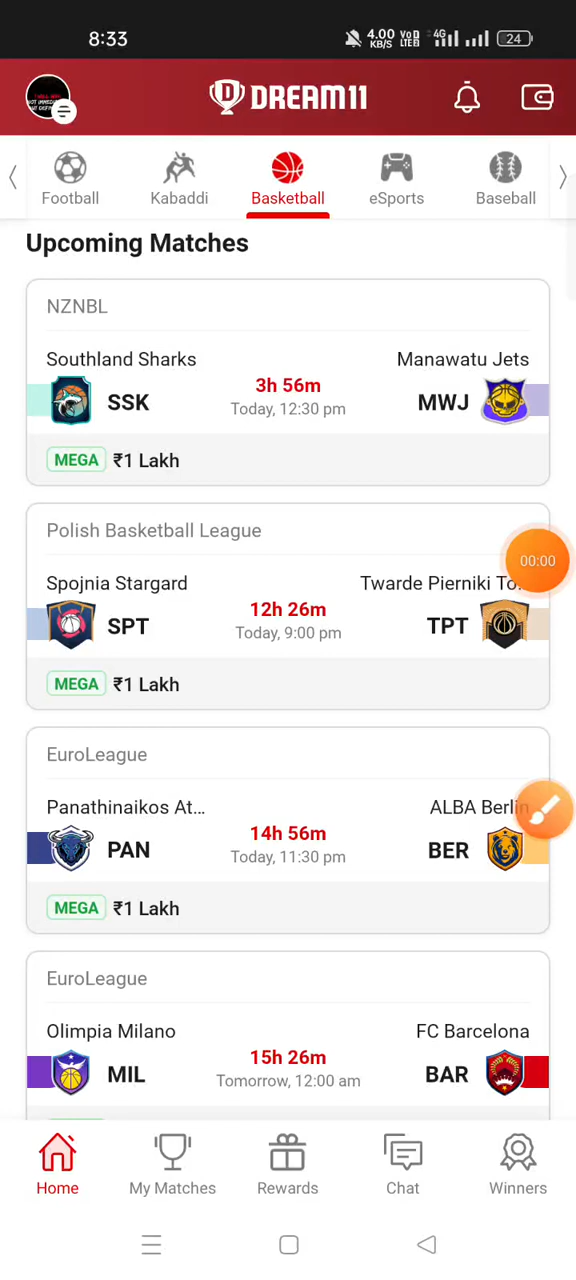 8:33
4.00 KB/S
VoD LTE
4G
24
DREAM11
Football
Kabaddi
Basketball
eSports
Baseball
Upcoming Matches
NZNBL
Southland Sharks
Manawatu Jets
SSK
3h 56m
MWJ
Today, 12:30 pm
MEGA ₹1 Lakh
Polish Basketball League
00:00
Spojnia Stargard
Twarde Pierniki To...
SPT
12h 26m
TPT
Today, 9:00 pm
MEGA ₹1 Lakh
EuroLeague
Panathinaikos At...
ALBA Berlin
PAN
14h 56m
BER
Today, 11:30 pm
MEGA ₹1 Lakh
EuroLeague
Olimpia Milano
FC Barcelona
MIL
15h 26m
BAR
Tomorrow, 12:00 am
Home
My Matches
Rewards
Chat
Winners